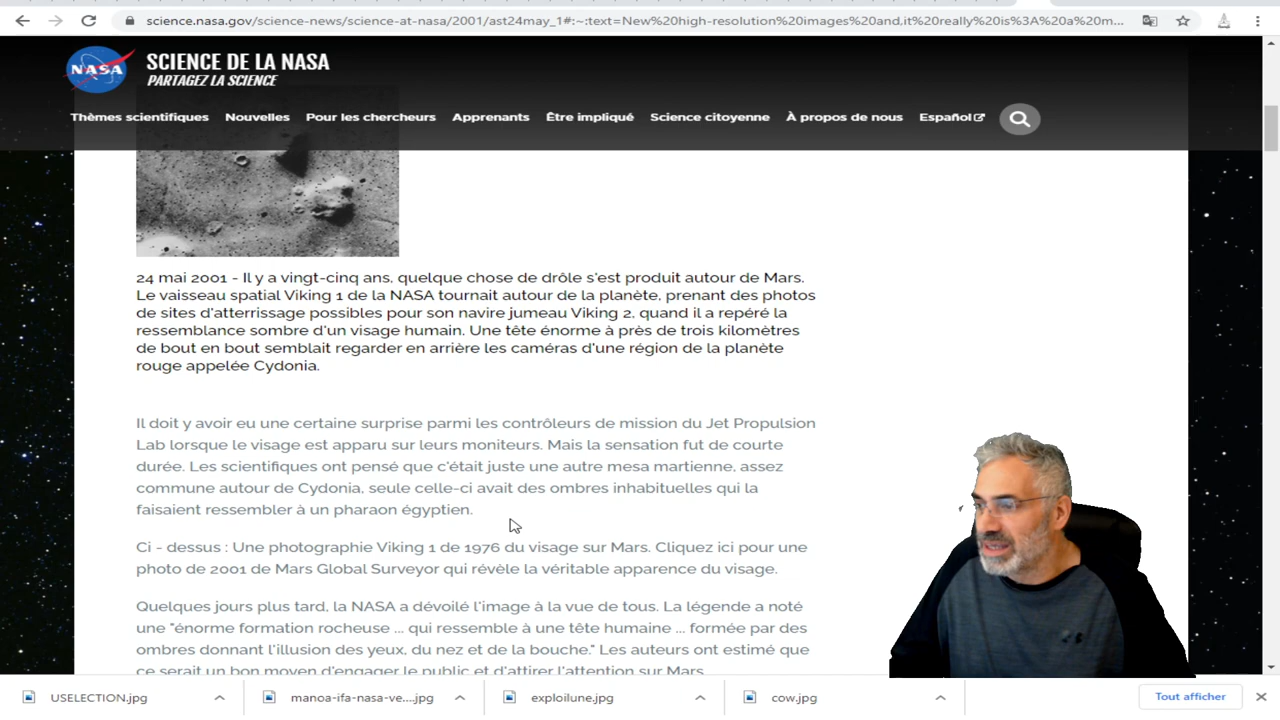 science.nasa.gov/science-news/science-at-nasa/2001/ast24may_1#:~:text=New%20high-resolution%20images%20and,it%20really%20is%3A%20a%20m...
NASA
SCIENCE DE LA NASA
PARTAGEZ LA SCIENCE
Thèmes scientifiques Nouvelles Pour les chercheurs Apprenants Être impliqué Science citoyenne À propos de nous Español
24 mai 2001 - Il y a vingt-cinq ans, quelque chose de drôle s'est produit autour de Mars.
Le vaisseau spatial Viking 1 de la NASA tournait autour de la planète, prenant des photos
de sites d'atterrissage possibles pour son navire jumeau Viking 2, quand il a repéré la
ressemblance sombre d'un visage humain. Une tête énorme à près de trois kilomètres
de bout en bout semblait regarder en arrière les caméras d'une région de la planète
rouge appelée Cydonia.
Il doit y avoir eu une certaine surprise parmi les contrôleurs de mission du Jet Propulsion
Lab lorsque le visage est apparu sur leurs moniteurs. Mais la sensation fut de courte
durée. Les scientifiques ont pensé que c'était juste une autre mesa martienne, assez
commune autour de Cydonia, seule celle-ci avait des ombres inhabituelles qui la
faisaient ressembler à un pharaon égyptien.
Ci - dessus : Une photographie Viking 1 de 1976 du visage sur Mars. Cliquez ici pour une
photo de 2001 de Mars Global Surveyor qui révèle la véritable apparence du visage.
Quelques jours plus tard, la NASA a dévoilé l'image à la vue de tous. La légende a noté
une "énorme formation rocheuse ... qui ressemble à une tête humaine ... formée par des
ombres donnant l'illusion des yeux, du nez et de la bouche." Les auteurs ont estimé que
ce serait un bon moyen d'engager le public et d'attirer l'attention sur Mars.
USELECTION.jpg manoa-ifa-nasa-ve....jpg exploilune.jpg cow.jpg Tout afficher